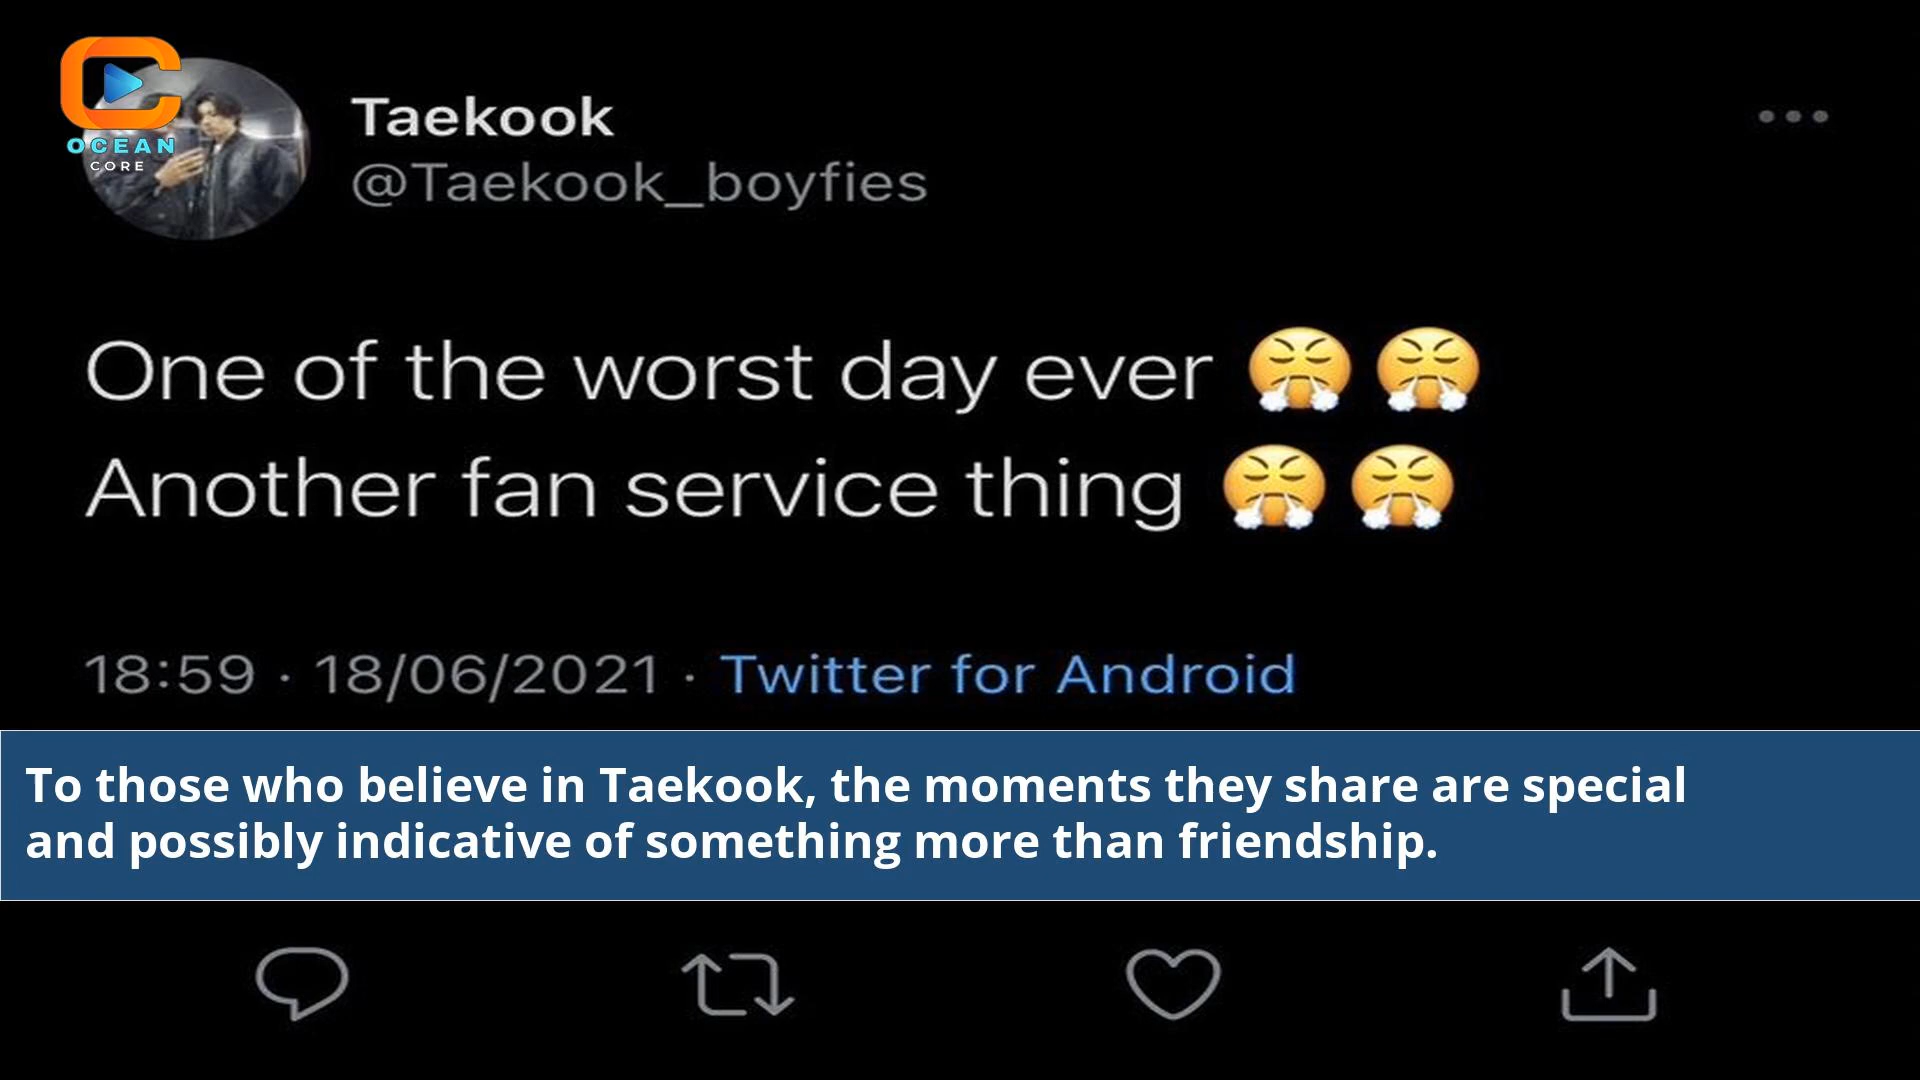 OCEAN
CORE
Taekook
@Taekook_boyfies
One of the worst day ever 😤 😤
Another fan service thing 😤 😤
18:59 · 18/06/2021 · Twitter for Android
To those who believe in Taekook, the moments they share are special
and possibly indicative of something more than friendship.